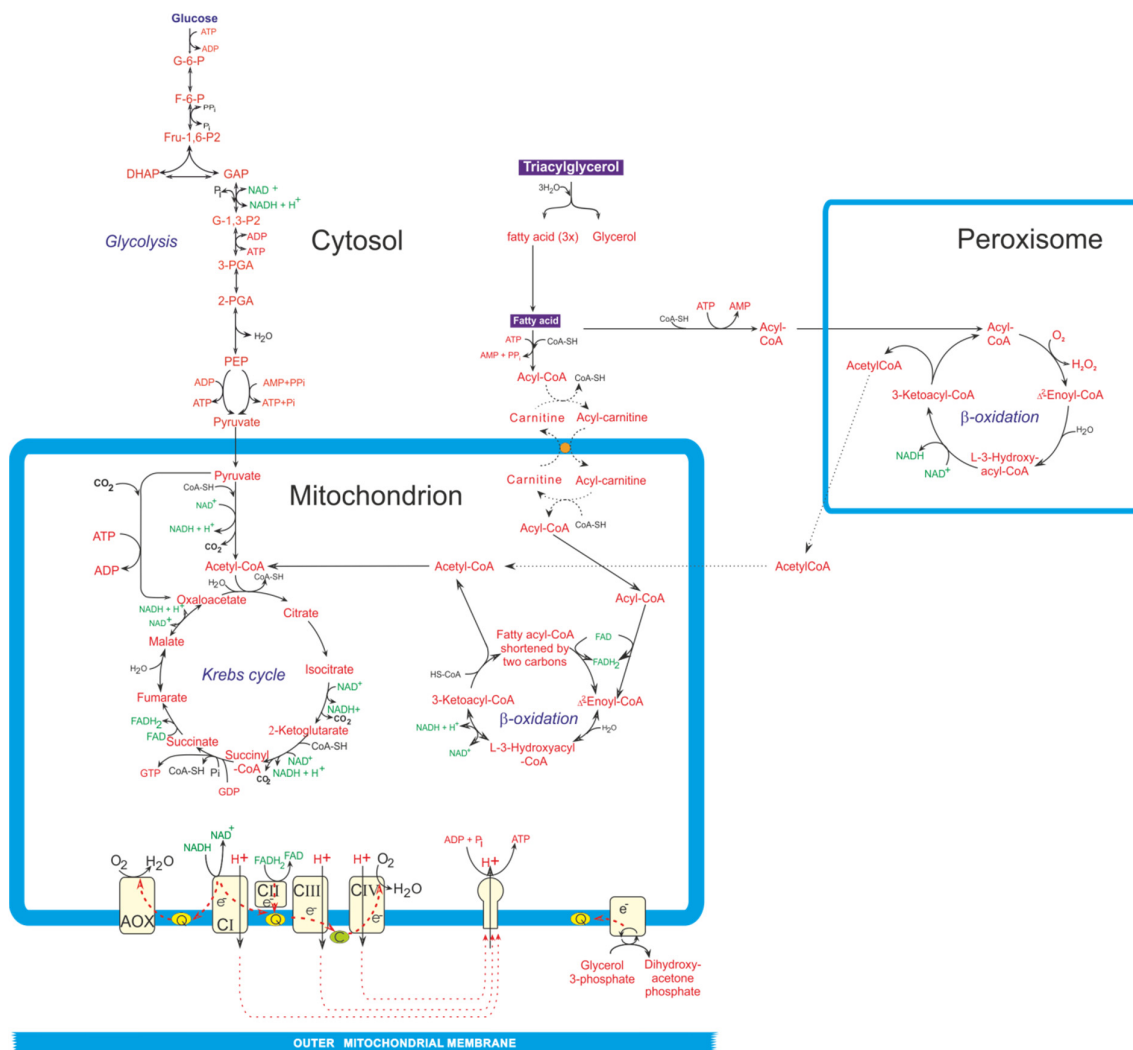 Glucose
ATP
ADP
G-6-P
F-6-P
PPi
Pi
Fru-1,6-P2
DHAP
GAP
Pi
NAD +
NADH + H+
G-1,3-P2
Glycolysis
ADP
ATP
3-PGA
2-PGA
H2O
PEP
ADP
ATP
AMP+PPi
ATP+Pi
Pyruvate
Cytosol
Triacylglycerol
3H2O
fatty acid (3x)
Glycerol
Fatty acid
ATP
AMP + PPi
CoA-SH
Acyl-CoA
CoA-SH
Carnitine
Acyl-carnitine
CoA-SH
ATP
AMP
Acyl-
CoA
Peroxisome
Acyl-
CoA
O2
H2O2
AcetylCoA
3-Ketoacyl-CoA
Δ2-Enoyl-CoA
β-oxidation
H2O
NADH
NAD+
L-3-Hydroxy-
acyl-CoA
Mitochondrion
Pyruvate
CO2
CoA-SH
NAD+
NADH + H+
CO2
ATP
ADP
Acetyl-CoA
H2O
CoA-SH
Oxaloacetate
Citrate
NADH + H+
NAD+
Malate
H2O
Isocitrate
Krebs cycle
NAD+
NADH+
CO2
Fumarate
FADH2
FAD
Succinate
2-Ketoglutarate
CoA-SH
NAD+
NADH + H+
CO2
Succinyl
-CoA
GTP
CoA-SH
Pi
GDP
Carnitine
Acyl-carnitine
Acyl-CoA
CoA-SH
Acetyl-CoA
AcetylCoA
Acyl-CoA
Fatty acyl-CoA
shortened by
two carbons
FAD
FADH2
HS-CoA
3-Ketoacyl-CoA
Δ2-Enoyl-CoA
β-oxidation
NADH + H+
NAD+
H2O
L-3-Hydroxyacyl
-CoA
O2
H2O
AOX
Q
NADH
NAD+
H+
e-
CI
FADH2
FAD
CII
e-
Q
H+
CIII
e-
C
H+
CIV
e-
O2
H2O
ADP + Pi
ATP
H+
Q
e-
Glycerol
3-phosphate
Dihydroxy-
acetone
phosphate
OUTER MITOCHONDRIAL MEMBRANE